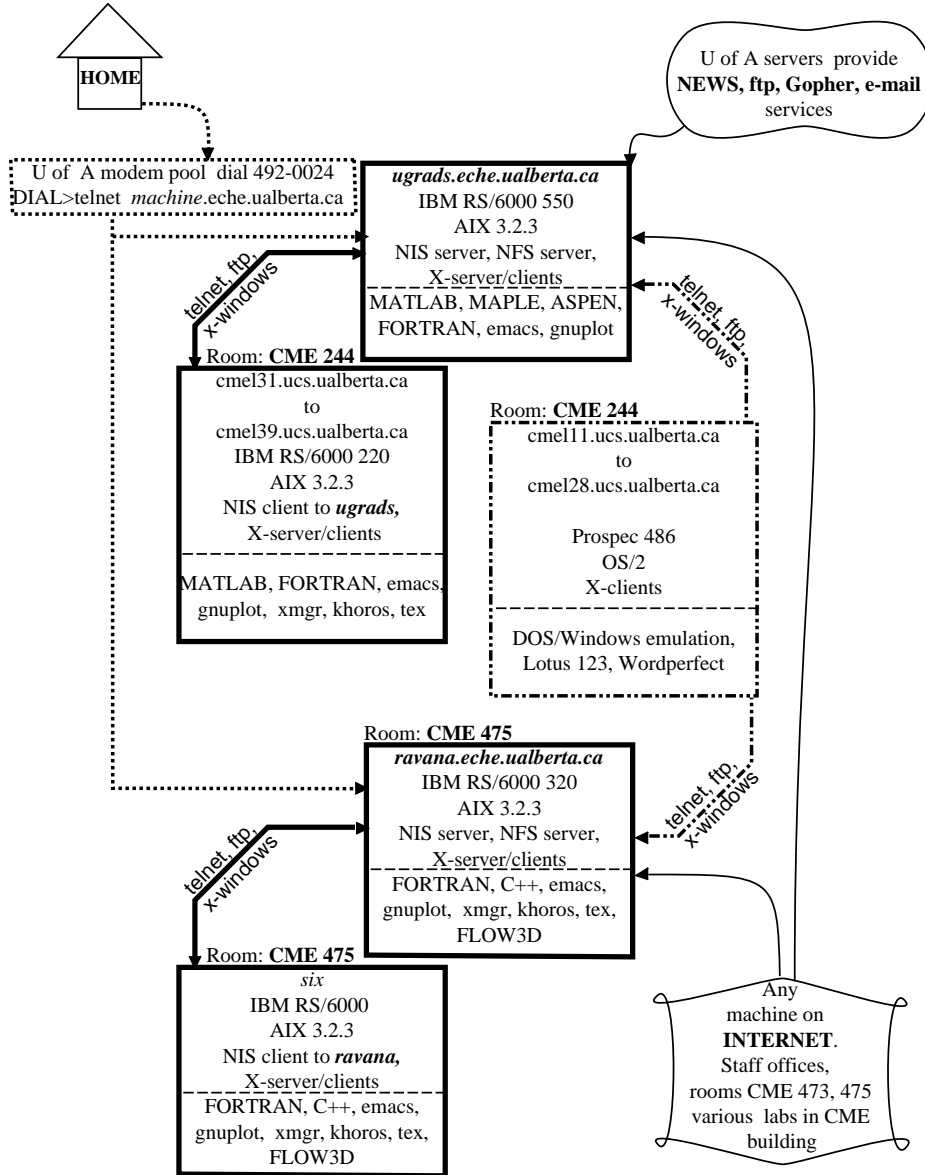 HOME
U of A servers provide
NEWS, ftp, Gopher, e-mail
services
U of A modem pool dial 492-0024
DIAL>telnet machine.eche.ualberta.ca
ugrads.eche.ualberta.ca
IBM RS/6000 550
AIX 3.2.3
NIS server, NFS server,
X-server/clients
MATLAB, MAPLE, ASPEN,
FORTRAN, emacs, gnuplot
telnet, ftp,
x-windows
telnet, ftp,
x-windows
Room: CME 244
cmel31.ucs.ualberta.ca
to
cmel39.ucs.ualberta.ca
IBM RS/6000 220
AIX 3.2.3
NIS client to ugrads,
X-server/clients
MATLAB, FORTRAN, emacs,
gnuplot, xmgr, khoros, tex
Room: CME 244
cmel11.ucs.ualberta.ca
to
cmel28.ucs.ualberta.ca
Prospec 486
OS/2
X-clients
DOS/Windows emulation,
Lotus 123, Wordperfect
Room: CME 475
ravana.eche.ualberta.ca
IBM RS/6000 320
AIX 3.2.3
NIS server, NFS server,
X-server/clients
FORTRAN, C++, emacs,
gnuplot, xmgr, khoros, tex,
FLOW3D
telnet, ftp,
x-windows
telnet, ftp,
x-windows
Room: CME 475
six
IBM RS/6000
AIX 3.2.3
NIS client to ravana,
X-server/clients
FORTRAN, C++, emacs,
gnuplot, xmgr, khoros, tex,
FLOW3D
Any
machine on
INTERNET.
Staff offices,
rooms CME 473, 475
various labs in CME
building